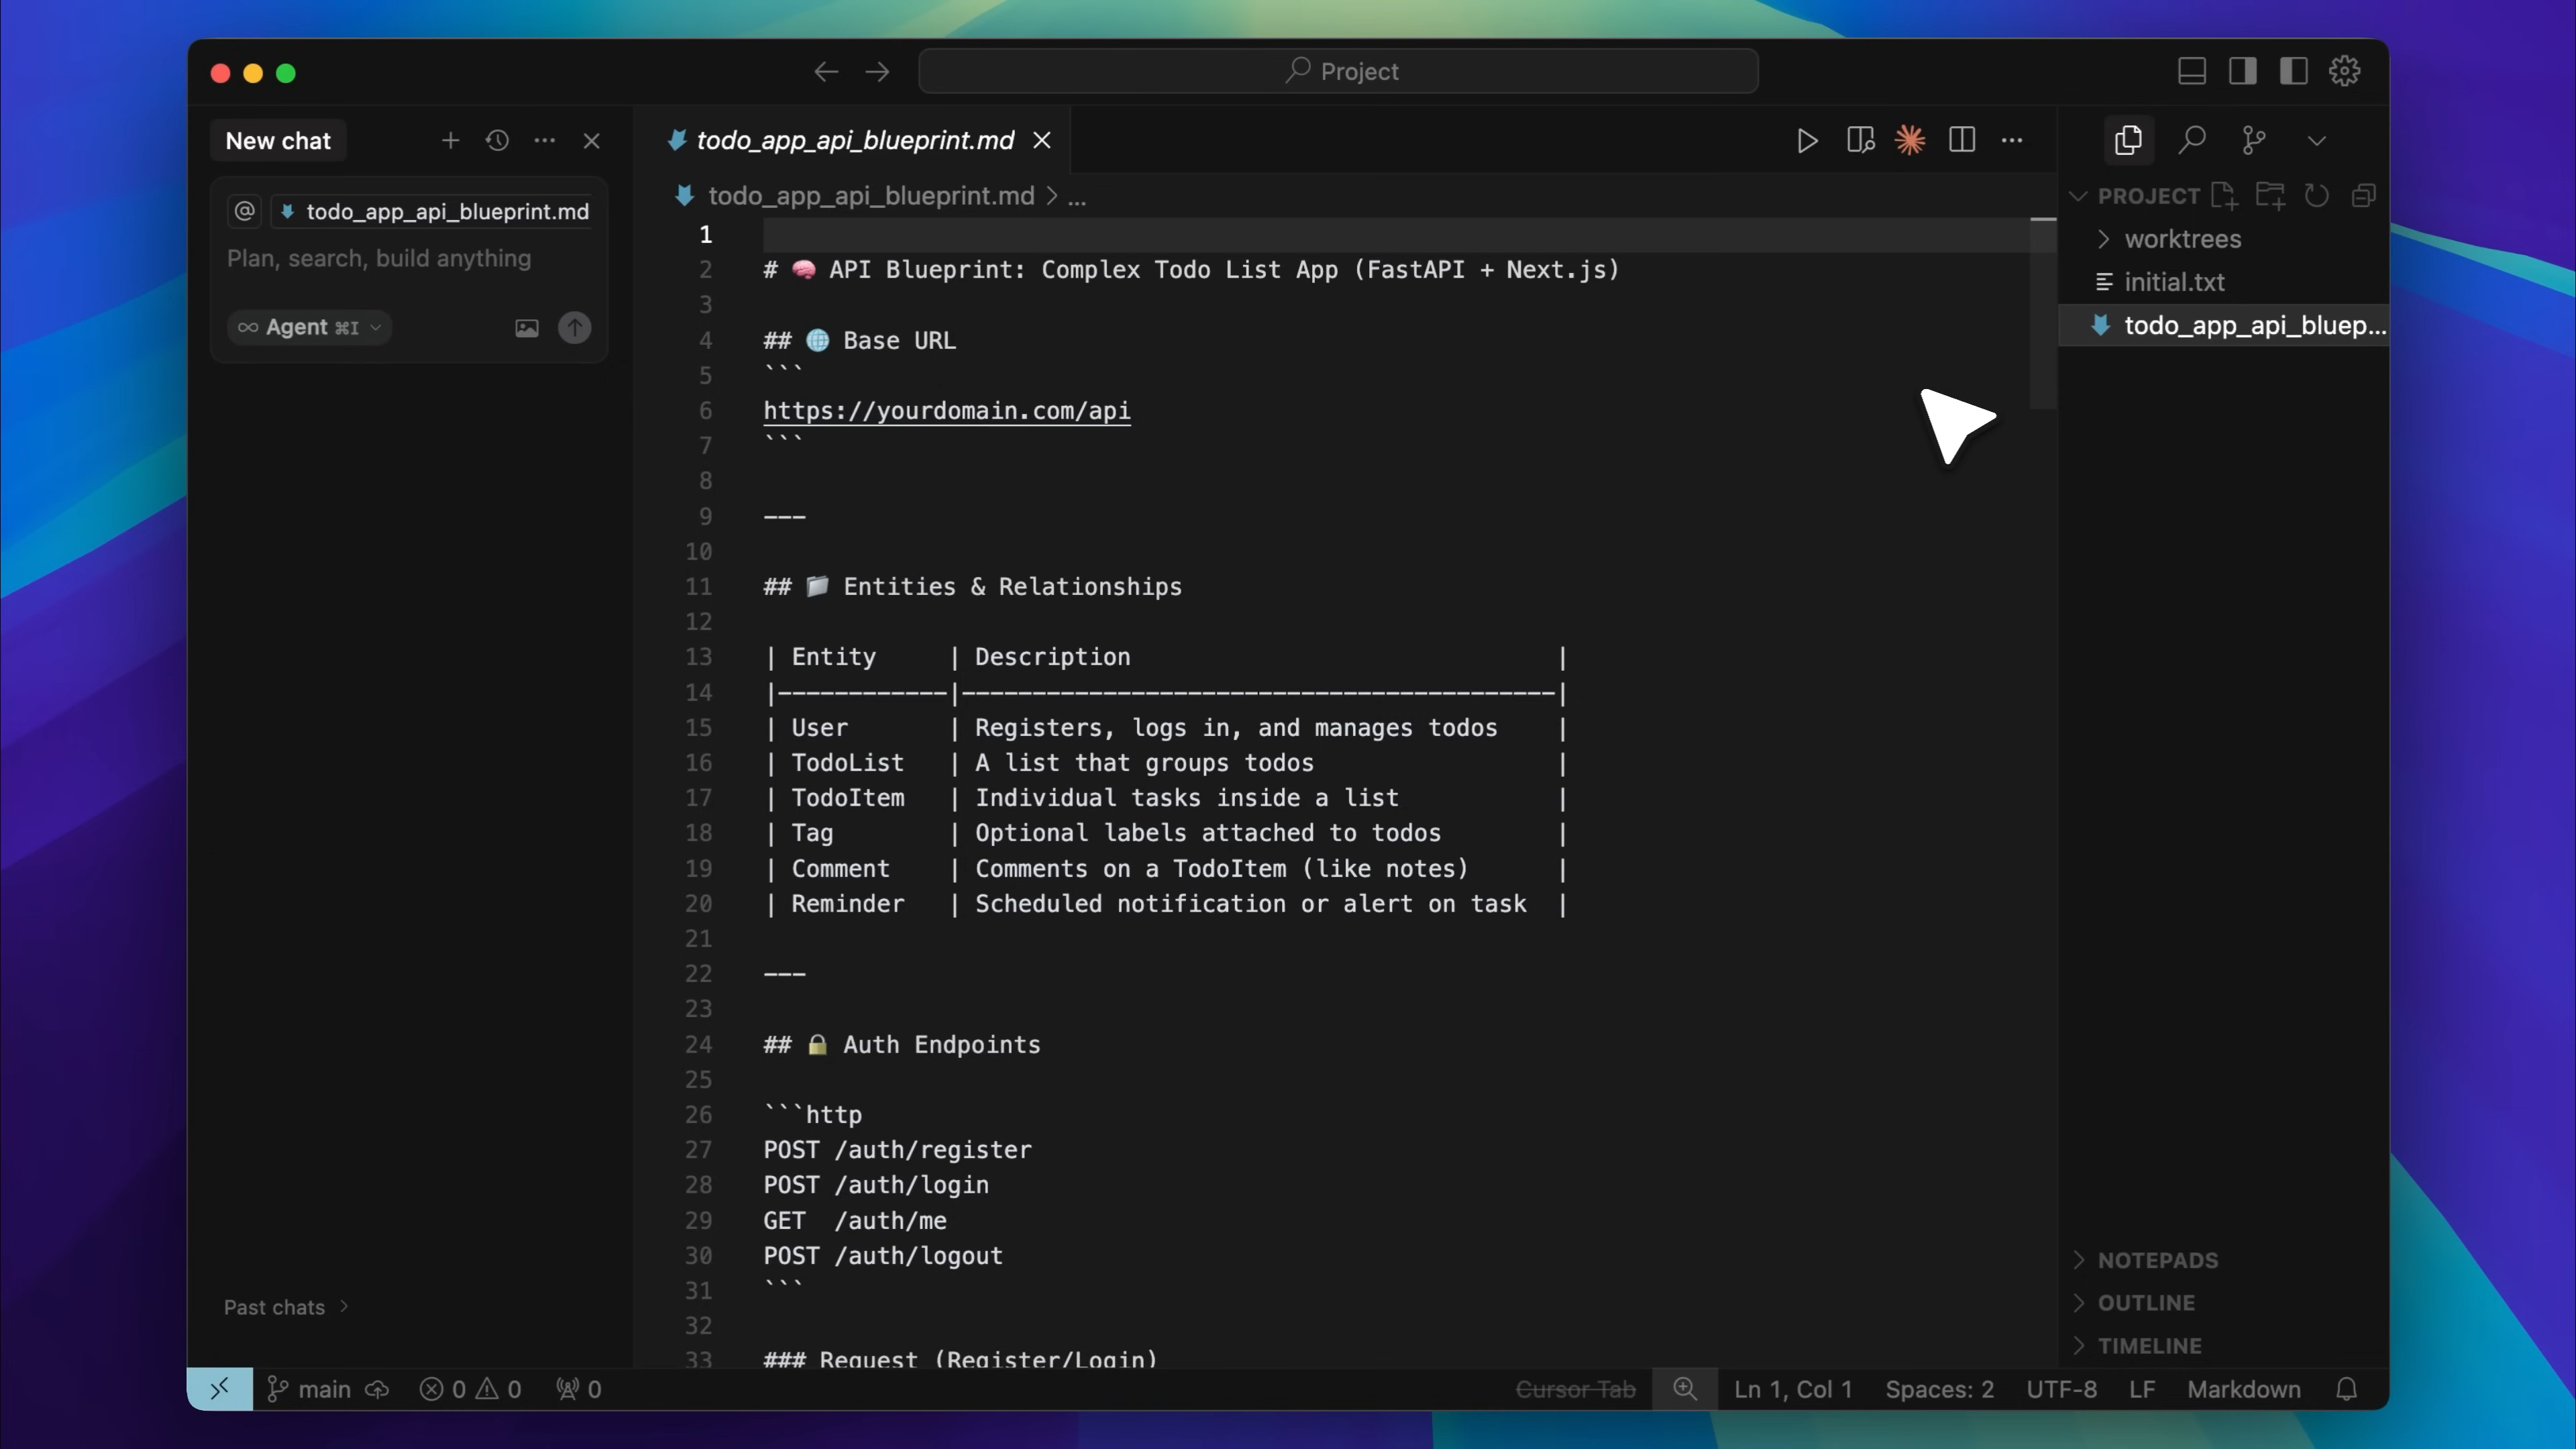 Project
New chat
@ todo_app_api_blueprint.md
Plan, search, build anything
Agent ⌘I
Past chats
todo_app_api_blueprint.md
todo_app_api_blueprint.md > ...
1
2 # 🧠 API Blueprint: Complex Todo List App (FastAPI + Next.js)
3
4 ## 🌐 Base URL
5 ```
6 https://yourdomain.com/api
7 ```
8
9 ---
10
11 ## 📁 Entities & Relationships
12
13 | Entity | Description |
14 |------------|------------------------------------------|
15 | User | Registers, logs in, and manages todos |
16 | TodoList | A list that groups todos |
17 | TodoItem | Individual tasks inside a list |
18 | Tag | Optional labels attached to todos |
19 | Comment | Comments on a TodoItem (like notes) |
20 | Reminder | Scheduled notification or alert on task |
21
22 ---
23
24 ## 🔒 Auth Endpoints
25
26 ```http
27 POST /auth/register
28 POST /auth/login
29 GET /auth/me
30 POST /auth/logout
31 ```
32
33 ### Request (Register/Login)
PROJECT
worktrees
initial.txt
todo_app_api_bluep...
NOTEPADS
OUTLINE
TIMELINE
main 0 0 0 Cursor Tab Ln 1, Col 1 Spaces: 2 UTF-8 LF Markdown